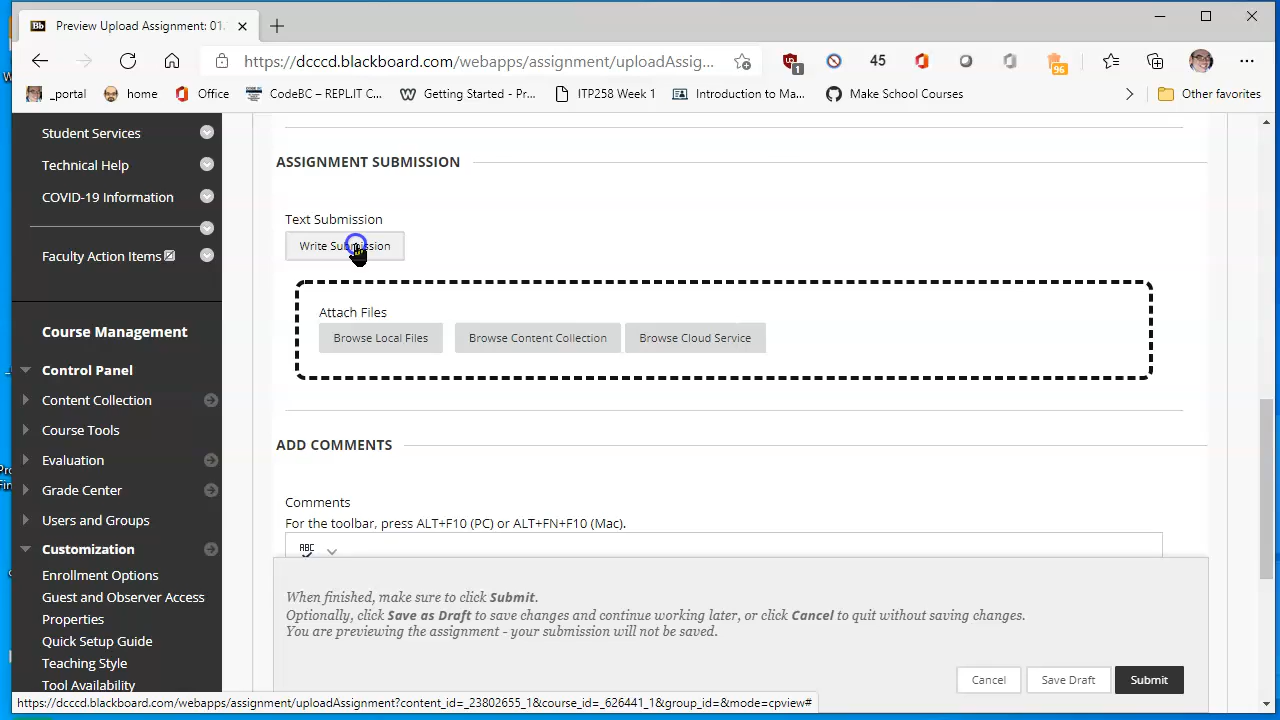 Bb Preview Upload Assignment: 01.
https://dcccd.blackboard.com/webapps/assignment/uploadAssig...
1
45
96
_portal
home
Office
CodeBC – REPLIT C...
Getting Started - Pr...
ITP258 Week 1
Introduction to Ma...
Make School Courses
Other favorites
Student Services
Technical Help
COVID-19 Information
Faculty Action Items
Course Management
Control Panel
Content Collection
Course Tools
Evaluation
Grade Center
Users and Groups
Customization
Enrollment Options
Guest and Observer Access
Properties
Quick Setup Guide
Teaching Style
Tool Availability
ASSIGNMENT SUBMISSION
Text Submission
Write Submission
Attach Files
Browse Local Files
Browse Content Collection
Browse Cloud Service
ADD COMMENTS
Comments
For the toolbar, press ALT+F10 (PC) or ALT+FN+F10 (Mac).
ABC
When finished, make sure to click Submit.
Optionally, click Save as Draft to save changes and continue working later, or click Cancel to quit without saving changes.
You are previewing the assignment - your submission will not be saved.
Cancel
Save Draft
Submit
https://dcccd.blackboard.com/webapps/assignment/uploadAssignment?content_id=_23802655_1&course_id=_626441_1&group_id=&mode=cpview#